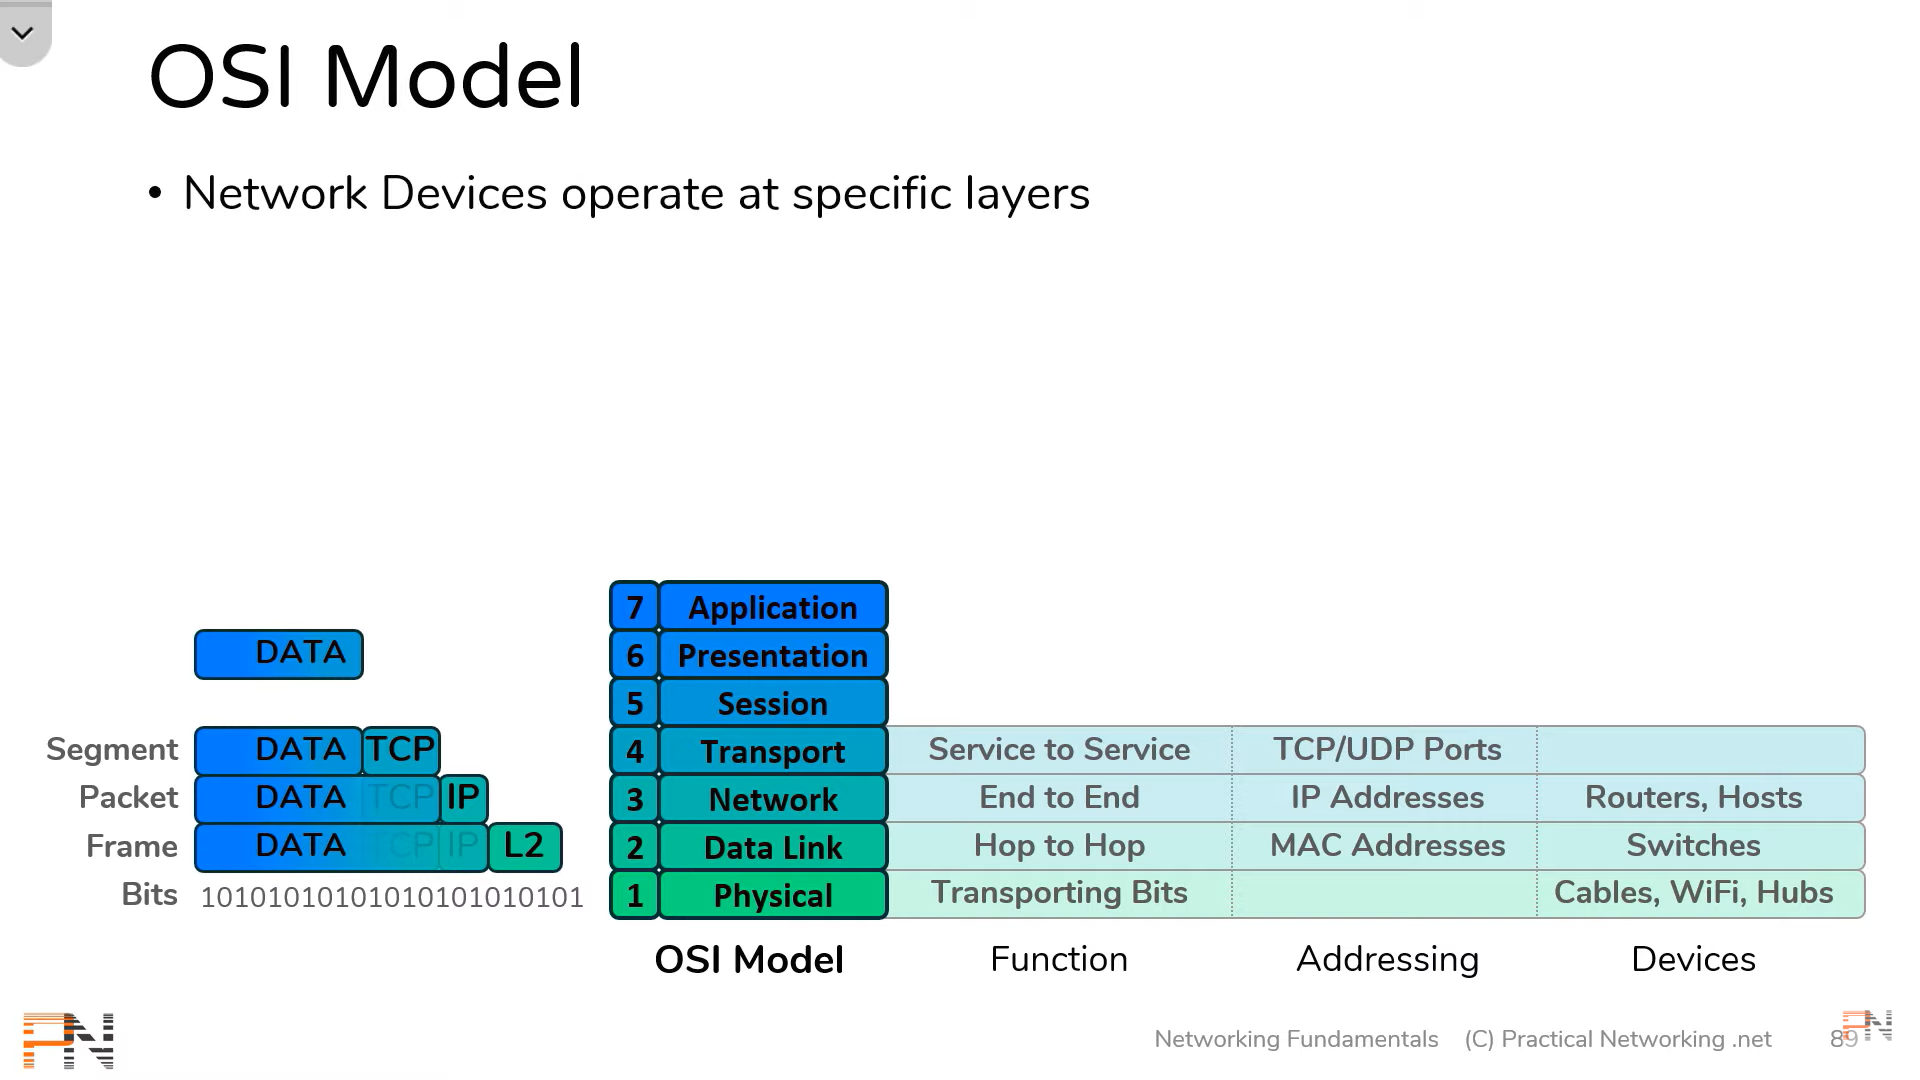 OSI Model
• Network Devices operate at specific layers
7 Application
DATA
6 Presentation
5 Session
Segment DATA TCP 4 Transport Service to Service TCP/UDP Ports
Packet DATA TCP IP 3 Network End to End IP Addresses Routers, Hosts
Frame DATA TCP IP L2 2 Data Link Hop to Hop MAC Addresses Switches
Bits 101010101010101010101010 1 Physical Transporting Bits Cables, WiFi, Hubs
OSI Model Function Addressing Devices
PN Networking Fundamentals (C) Practical Networking .net 89 PN